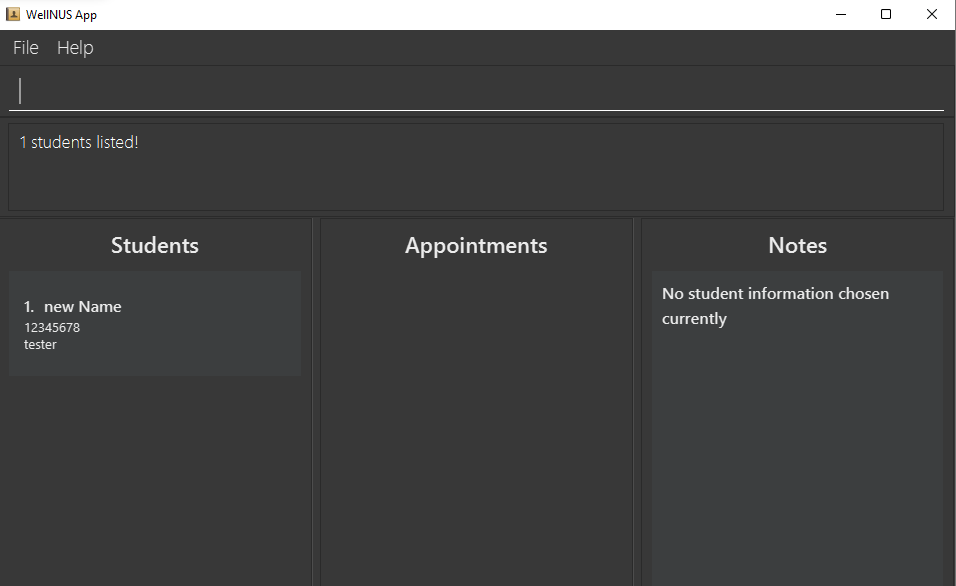 WellNUS App
File Help
1 students listed!
Students
Appointments
Notes
1. new Name
12345678
tester
No student information chosen
currently